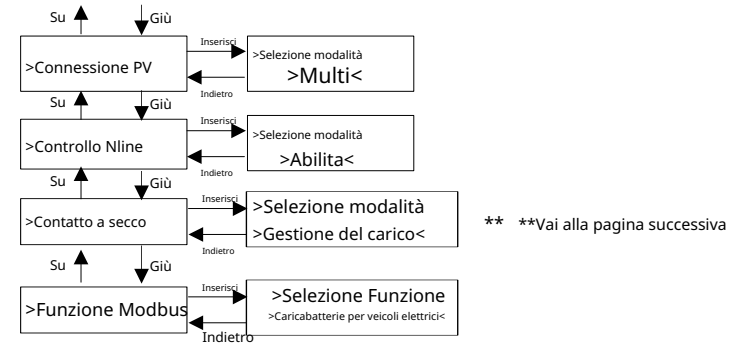 Su
Giù
Inserisci
>Connessione PV
>Selezione modalità
>Multi<
Indietro
Su
Giù
Inserisci
>Controllo Nline
>Selezione modalità
>Abilita<
Indietro
Su
Giù
Inserisci
>Contatto a secco
>Selezione modalità
>Gestione del carico<
** **Vai alla pagina successiva
Indietro
Su
Giù
Inserisci
>Funzione Modbus
>Selezione Funzione
>Caricabatterie per veicoli elettrici<
Indietro